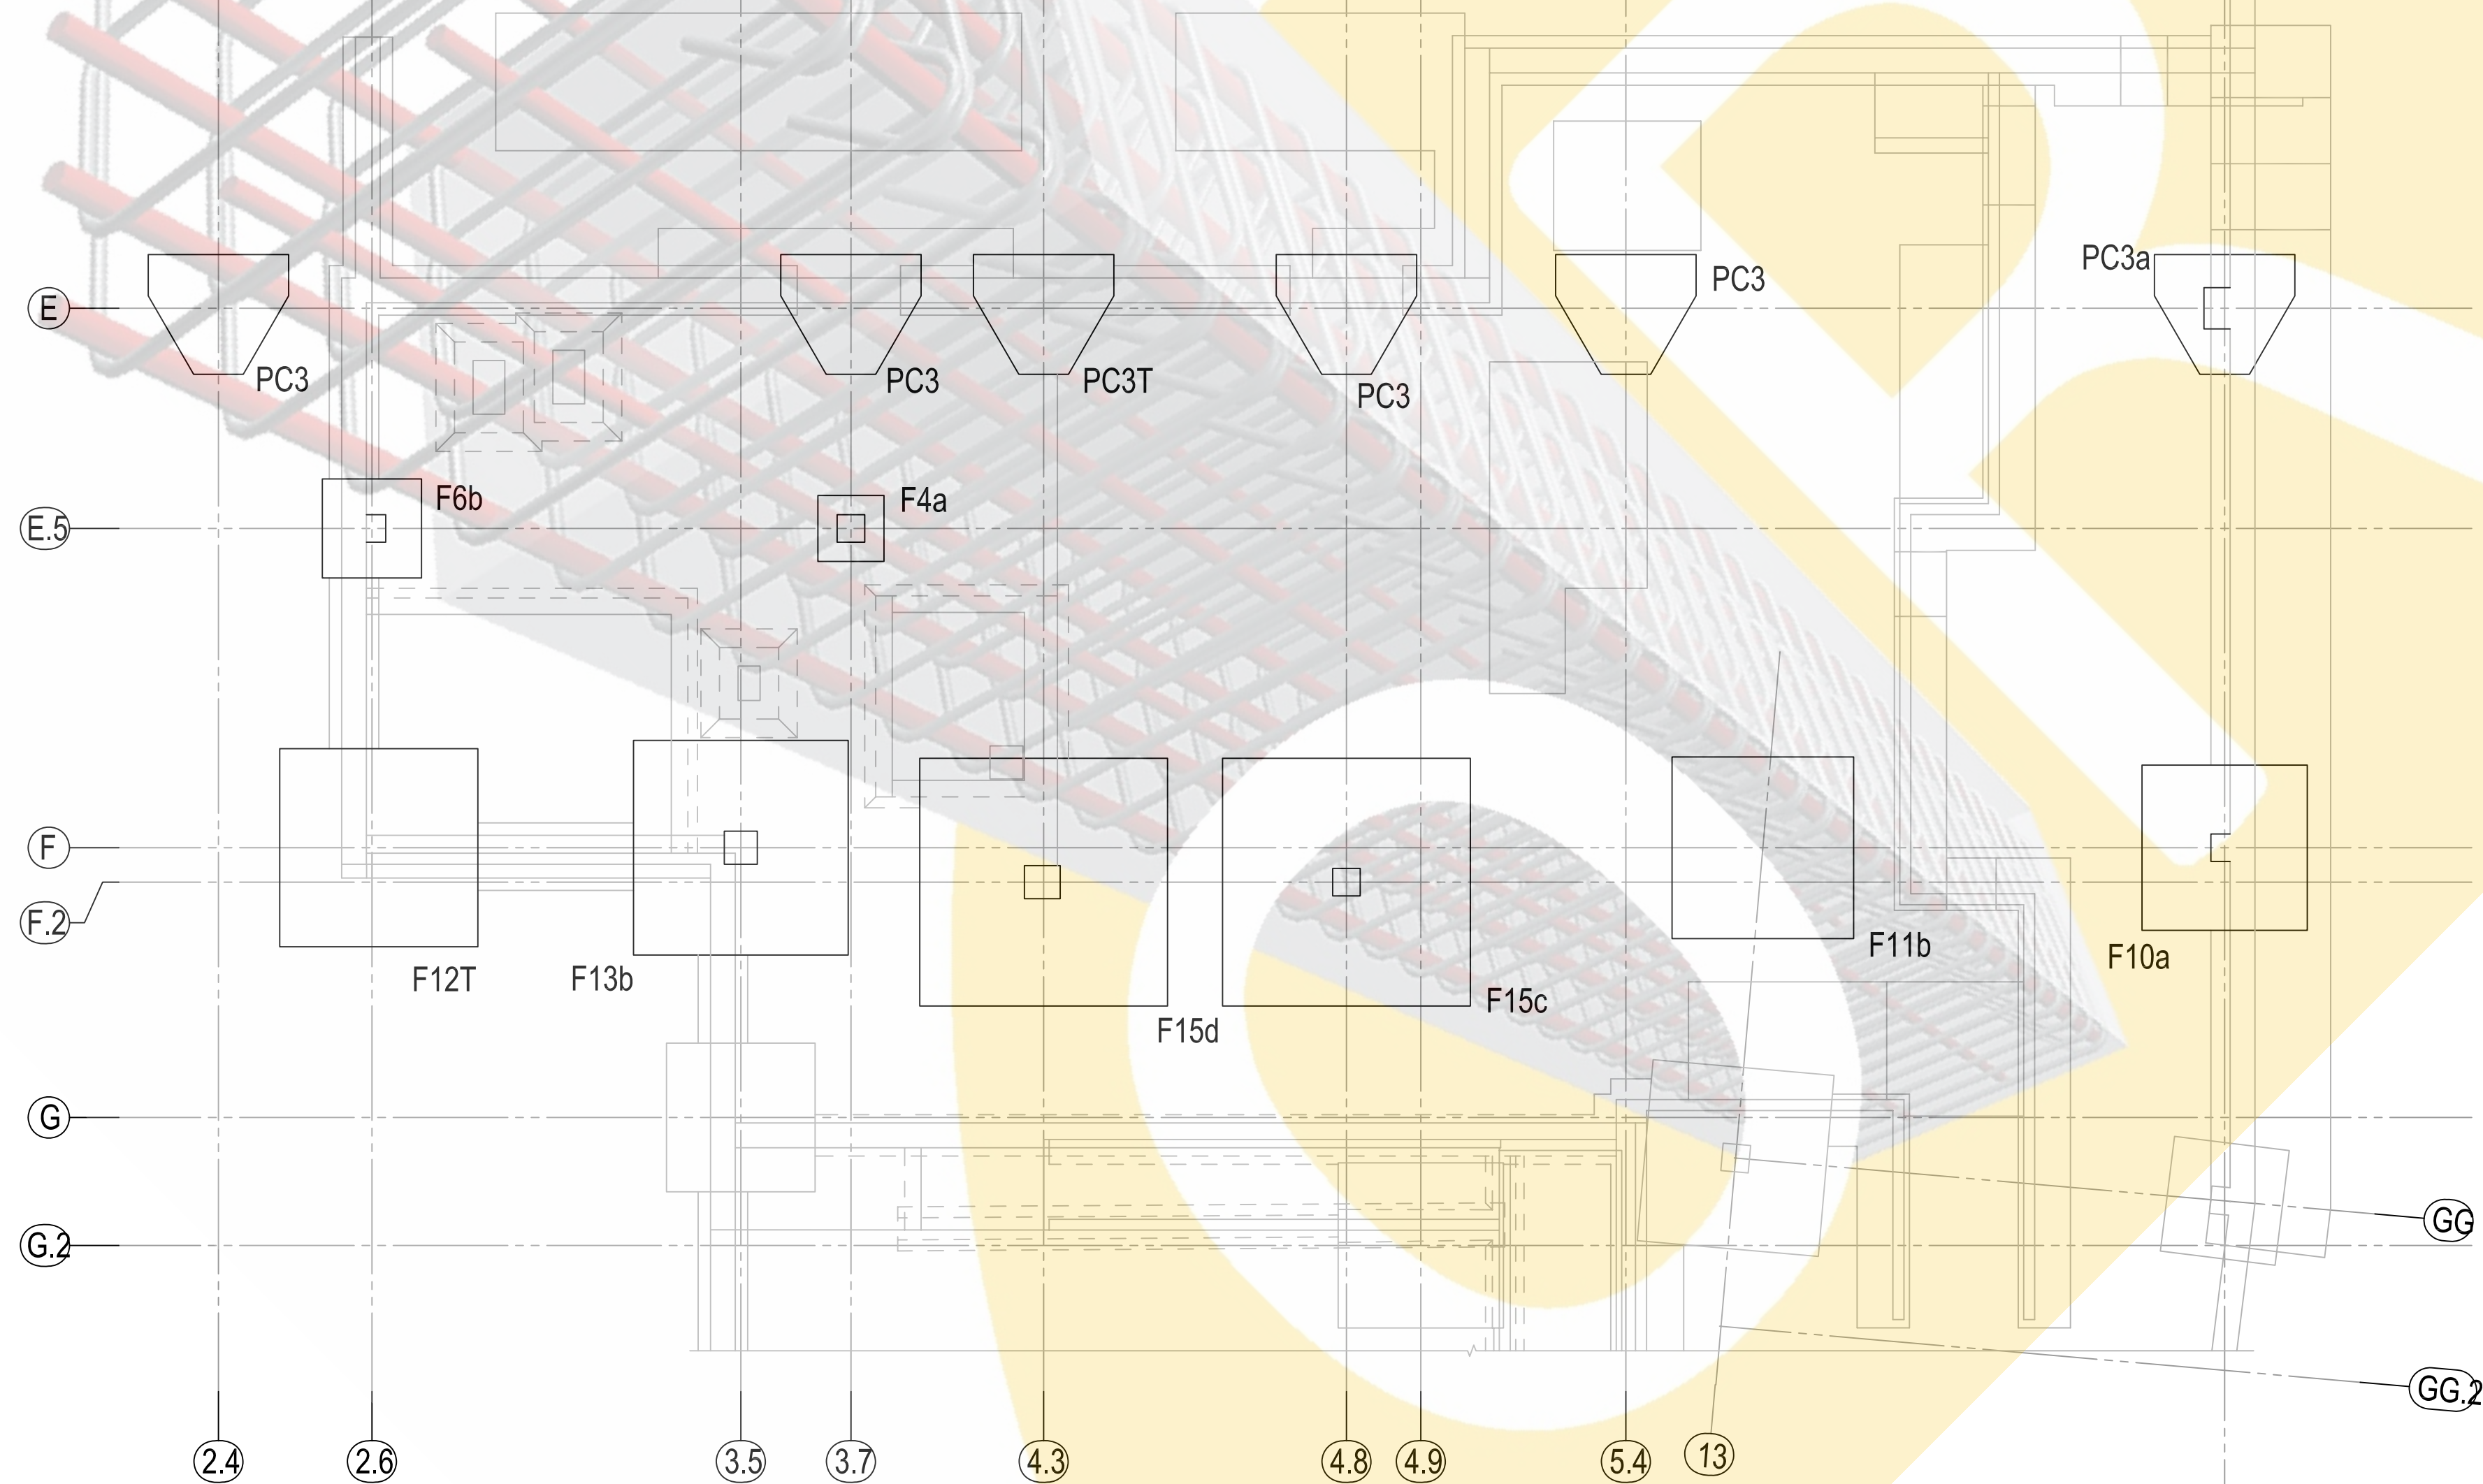 PC3a
PC3
E
PC3
PC3
PC3T
PC3
F6b
F4a
E.5
F
F.2
F11b
F10a
F12T
F13b
F15c
F15d
G
G.2
GG
GG.2
2.4
2.6
3.5
3.7
4.3
4.8
4.9
5.4
13